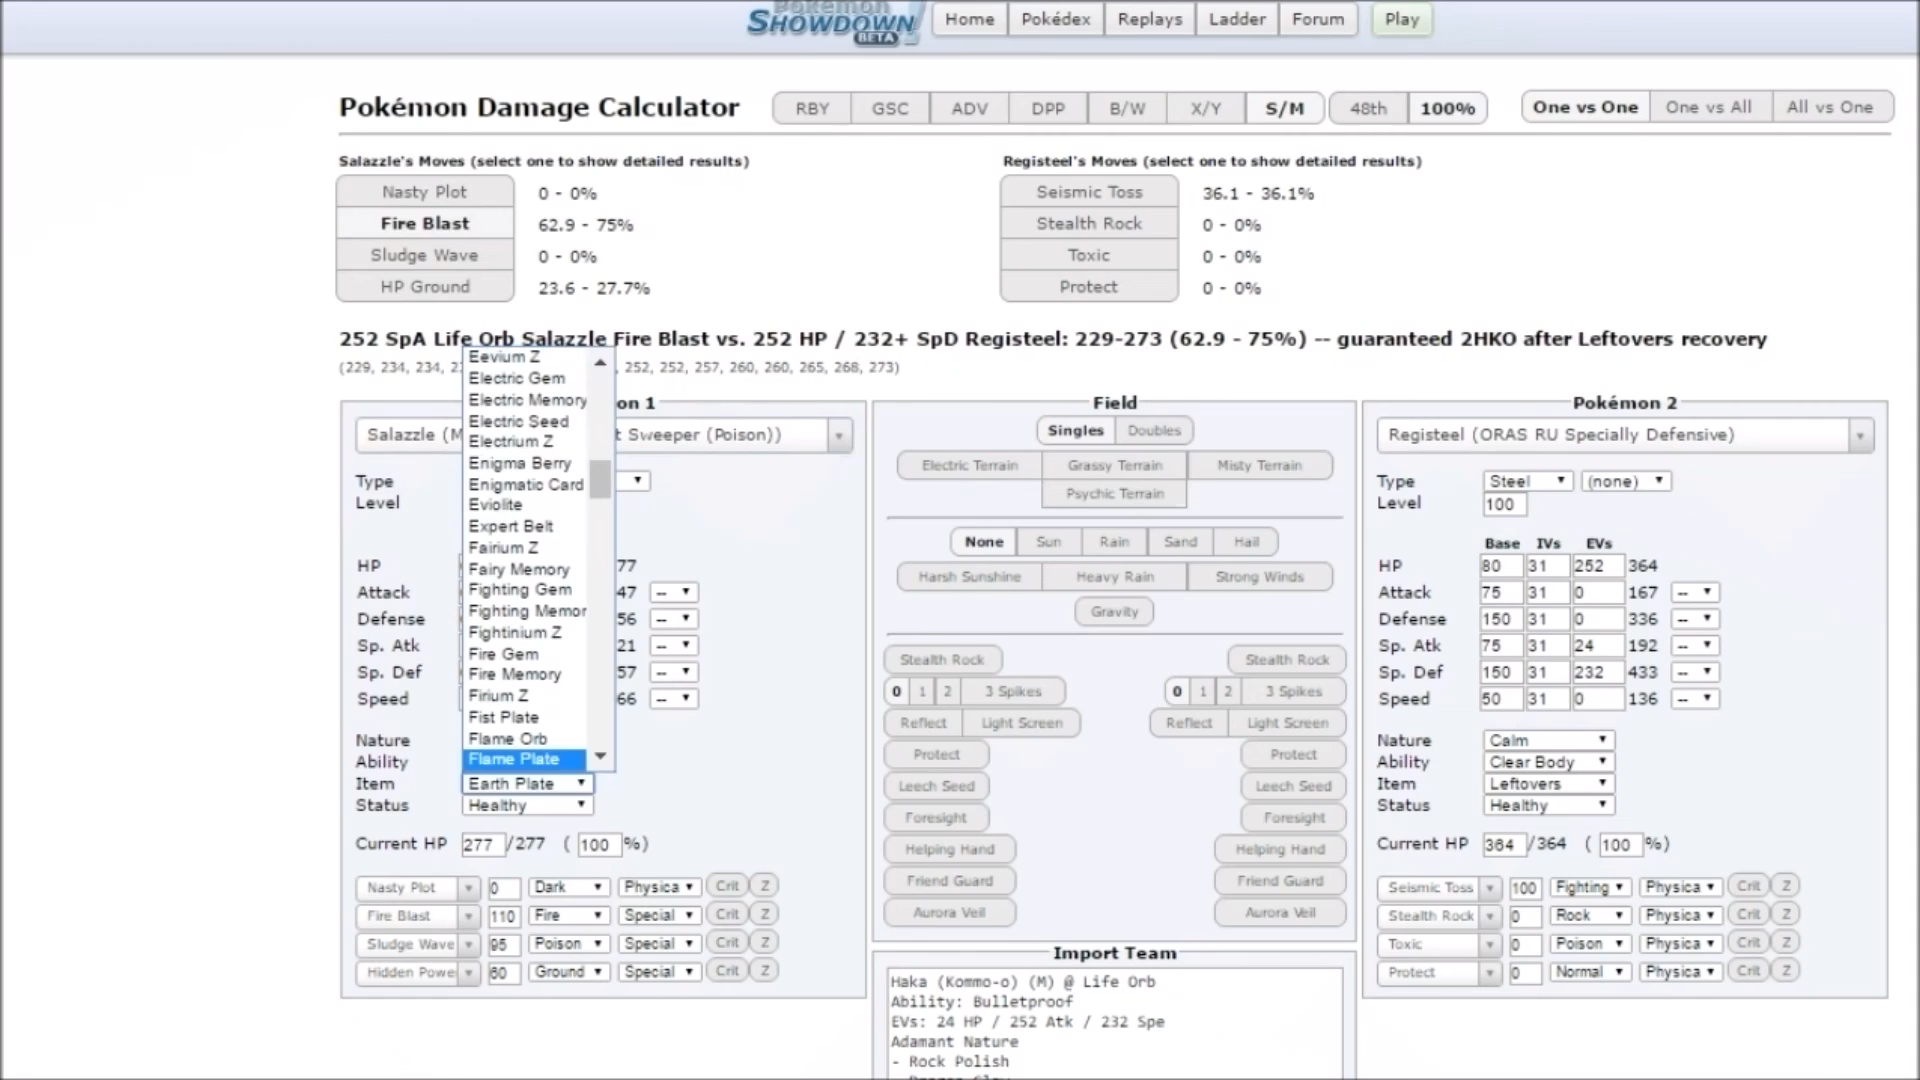 Pokémon
SHOWDOWN
BETA
Home Pokédex Replays Ladder Forum Play
Pokémon Damage Calculator RBY GSC ADV DPP B/W X/Y S/M 48th 100% One vs One One vs All All vs One
Salazzle's Moves (select one to show detailed results) Registeel's Moves (select one to show detailed results)
Nasty Plot 0 - 0% Seismic Toss 36.1 - 36.1%
Fire Blast 62.9 - 75% Stealth Rock 0 - 0%
Sludge Wave 0 - 0% Toxic 0 - 0%
HP Ground 23.6 - 27.7% Protect 0 - 0%
252 SpA Life Orb Salazzle Fire Blast vs. 252 HP / 232+ SpD Registeel: 229-273 (62.9 - 75%) -- guaranteed 2HKO after Leftovers recovery
(229, 234, 234, 252, 252, 257, 260, 260, 265, 268, 273)
Eevium Z
Electric Gem
Electric Memory
Electric Seed
Electrium Z
Enigma Berry
Enigmatic Card
Eviolite
Expert Belt
Fairium Z
Fairy Memory
Fighting Gem
Fighting Memor
Fightinium Z
Fire Gem
Fire Memory
Firium Z
Fist Plate
Flame Orb
Flame Plate
on 1
Salazzle (M t Sweeper (Poison))
Type
Level
HP 77
Attack 47 --
Defense 56 --
Sp. Atk 21 --
Sp. Def 57 --
Speed 66 --
Nature
Ability
Item Earth Plate
Status Healthy
Current HP 277 /277 ( 100 %)
Nasty Plot 0 Dark Physica Crit Z
Fire Blast 110 Fire Special Crit Z
Sludge Wave 95 Poison Special Crit Z
Hidden Powe 60 Ground Special Crit Z
Field
Singles Doubles
Electric Terrain Grassy Terrain Misty Terrain
Psychic Terrain
None Sun Rain Sand Hail
Harsh Sunshine Heavy Rain Strong Winds
Gravity
Stealth Rock Stealth Rock
0 1 2 3 Spikes 0 1 2 3 Spikes
Reflect Light Screen Reflect Light Screen
Protect Protect
Leech Seed Leech Seed
Foresight Foresight
Helping Hand Helping Hand
Friend Guard Friend Guard
Aurora Veil Aurora Veil
Import Team
Haka (Kommo-o) (M) @ Life Orb
Ability: Bulletproof
EVs: 24 HP / 252 Atk / 232 Spe
Adamant Nature
- Rock Polish
Pokémon 2
Registeel (ORAS RU Specially Defensive)
Type Steel (none)
Level 100
Base IVs EVs
HP 80 31 252 364
Attack 75 31 0 167 --
Defense 150 31 0 336 --
Sp. Atk 75 31 24 192 --
Sp. Def 150 31 232 433 --
Speed 50 31 0 136 --
Nature Calm
Ability Clear Body
Item Leftovers
Status Healthy
Current HP 364 /364 ( 100 %)
Seismic Toss 100 Fighting Physica Crit Z
Stealth Rock 0 Rock Physica Crit Z
Toxic 0 Poison Physica Crit Z
Protect 0 Normal Physica Crit Z